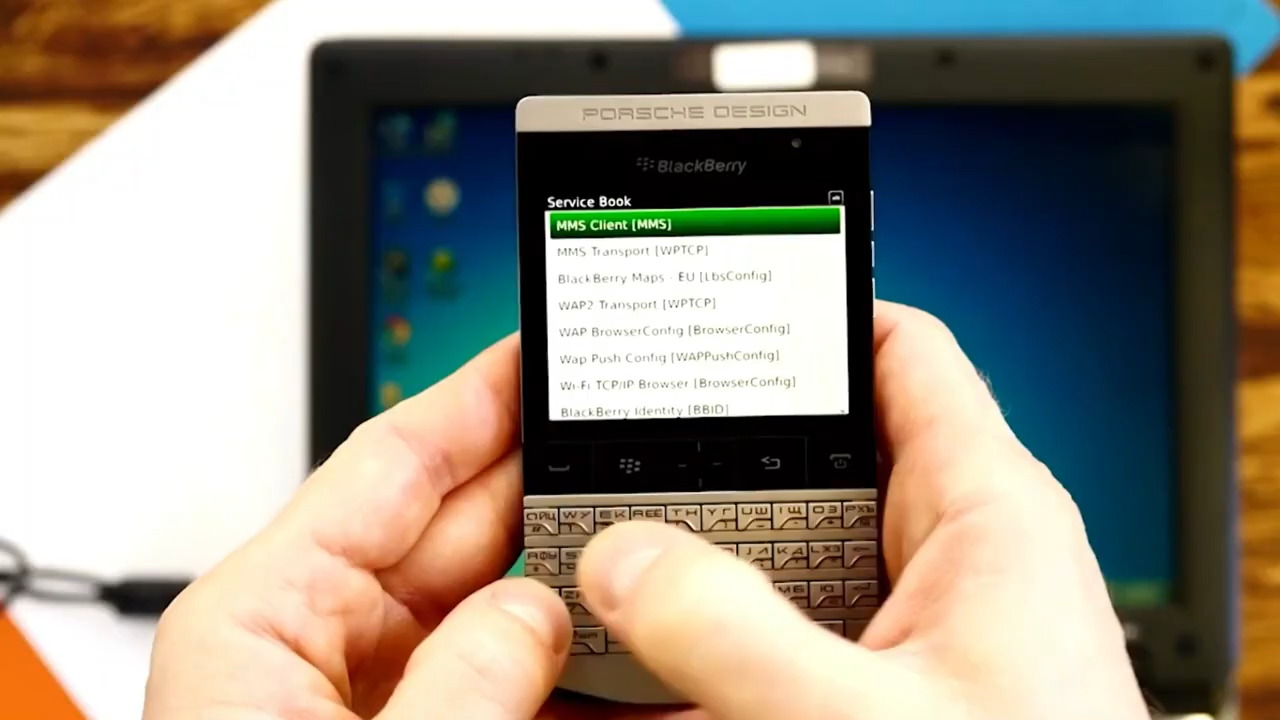 PORSCHE DESIGN
BlackBerry
Service Book
MMS Client [MMS]
MMS Transport [WPTCP]
BlackBerry Maps - EU [LbsConfig]
WAP2 Transport [WPTCP]
WAP BrowserConfig [BrowserConfig]
Wap Push Config [WAPPushConfig]
Wi-Fi TCP/IP Browser [BrowserConfig]
BlackBerry Identity [BBID]